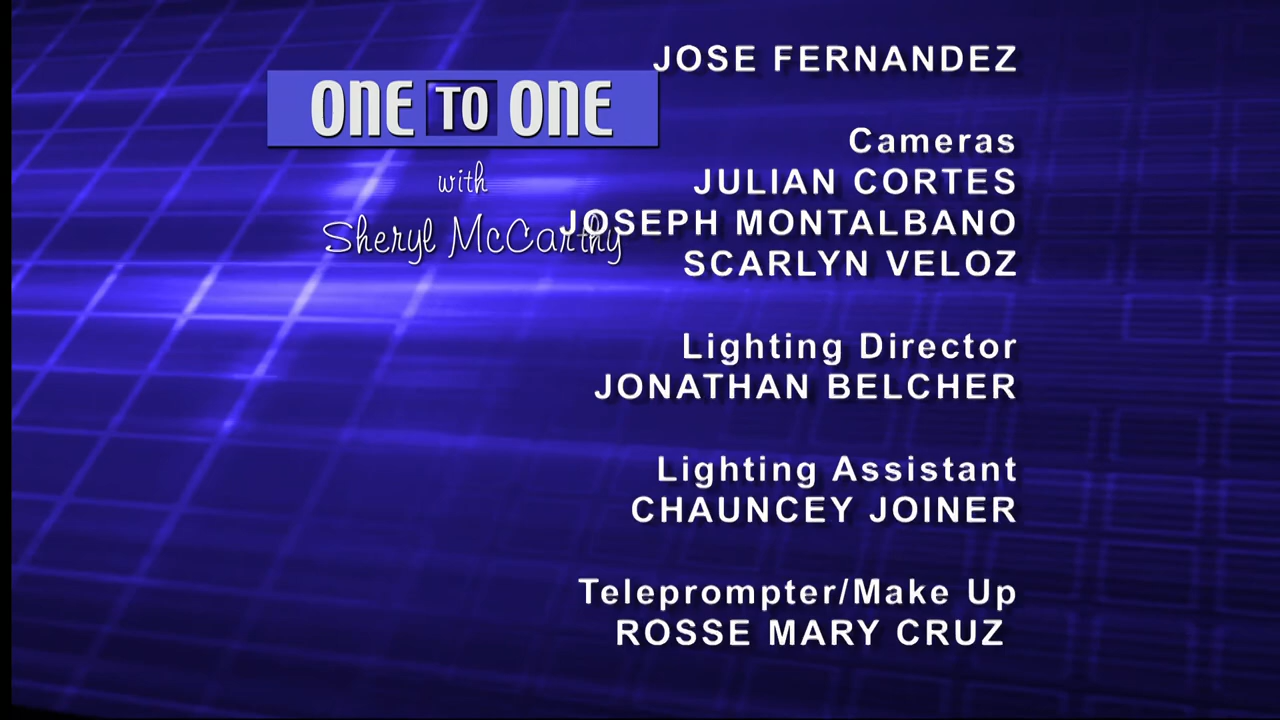 ONE TO ONE
with
Sheryl McCarthy
JOSE FERNANDEZ
Cameras
JULIAN CORTES
JOSEPH MONTALBANO
SCARLYN VELOZ
Lighting Director
JONATHAN BELCHER
Lighting Assistant
CHAUNCEY JOINER
Teleprompter/Make Up
ROSSE MARY CRUZ